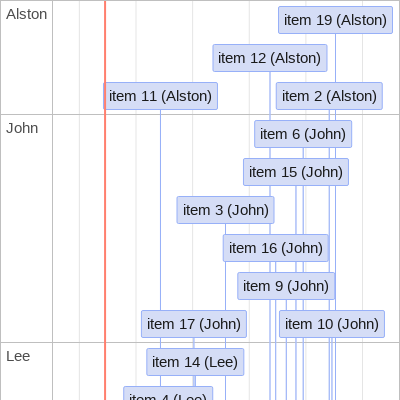 Alston
item 19 (Alston)
item 12 (Alston)
item 11 (Alston)
item 2 (Alston)
John
item 6 (John)
item 15 (John)
item 3 (John)
item 16 (John)
item 9 (John)
item 17 (John)
item 10 (John)
Lee
item 14 (Lee)
item 4 (Lee)